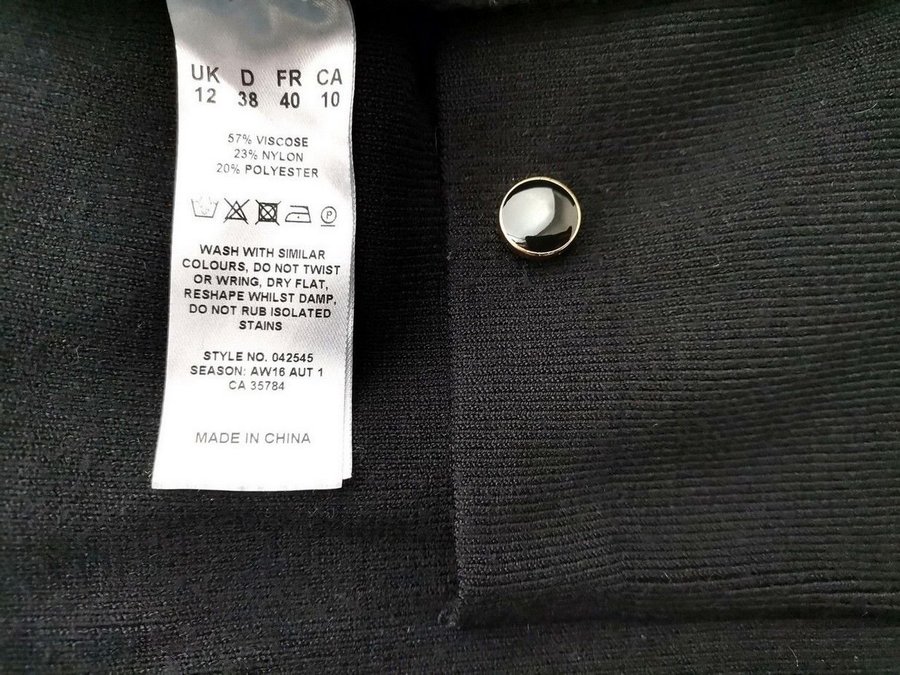 UK D FR CA
12 38 40 10
57% VISCOSE
23% NYLON
20% POLYESTER
P
WASH WITH SIMILAR
COLOURS, DO NOT TWIST
OR WRING, DRY FLAT,
RESHAPE WHILST DAMP,
DO NOT RUB ISOLATED
STAINS
STYLE NO. 042545
SEASON: AW16 AUT 1
CA 35784
MADE IN CHINA